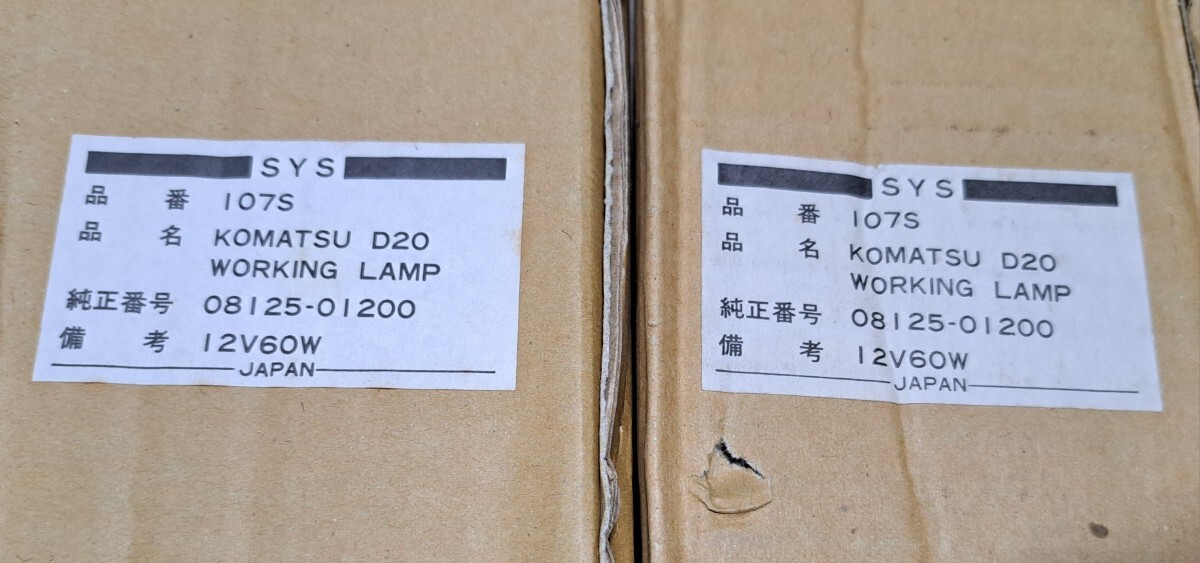 SYS
品 番 107S
品 名 KOMATSU D20
WORKING LAMP
純正番号 08125-01200
備 考 12V60W
JAPAN
SYS
品 番 107S
品 名 KOMATSU D20
WORKING LAMP
純正番号 08125-01200
備 考 12V60W
JAPAN